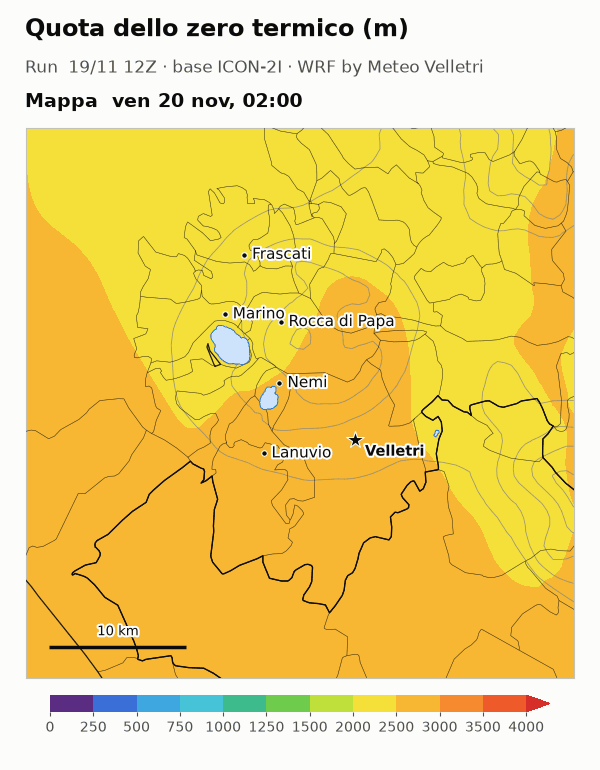 Quota dello zero termico (m)
Run 19/11 12Z · base ICON-2I · WRF by Meteo Velletri
Mappa ven 20 nov, 02:00
Frascati
Marino
Rocca di Papa
Nemi
Velletri
Lanuvio
10 km
0 250 500 750 1000 1250 1500 2000 2500 3000 3500 4000